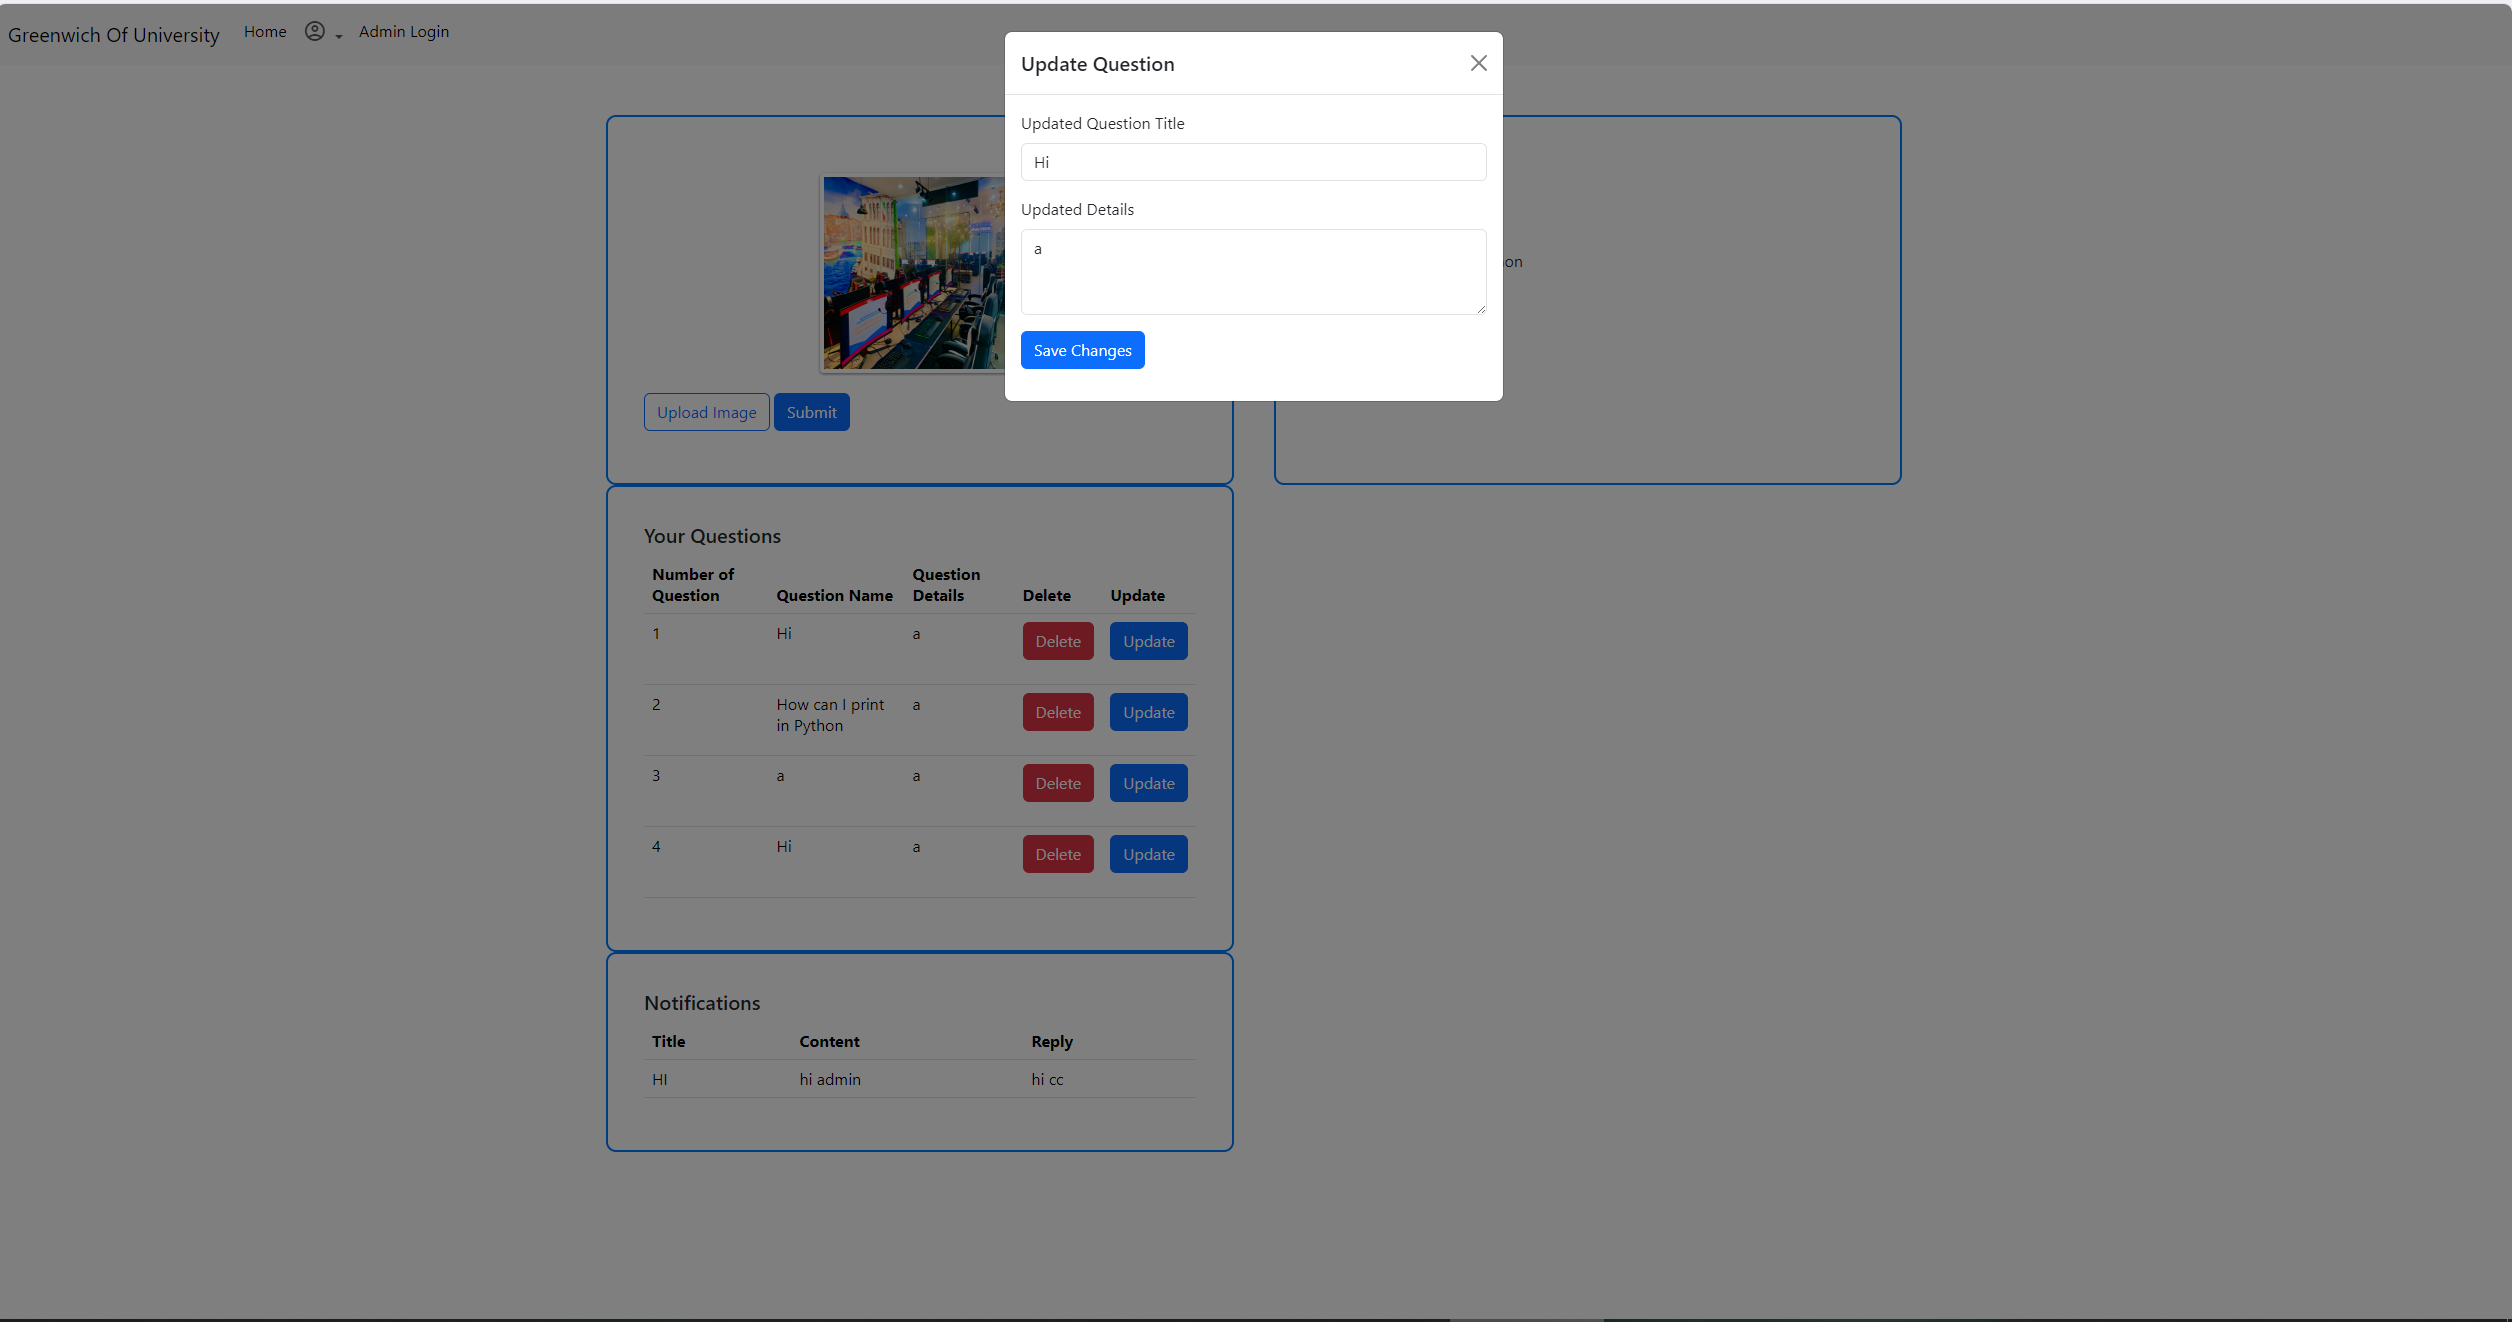 Greenwich Of University Home Admin Login
Update Question
Updated Question Title
Hi
Updated Details
a
on
Save Changes
Upload Image Submit
Your Questions
Number of Question Question Name Question Details Delete Update
1 Hi a Delete Update
2 How can I print in Python a Delete Update
3 a a Delete Update
4 Hi a Delete Update
Notifications
Title Content Reply
HI hi admin hi cc